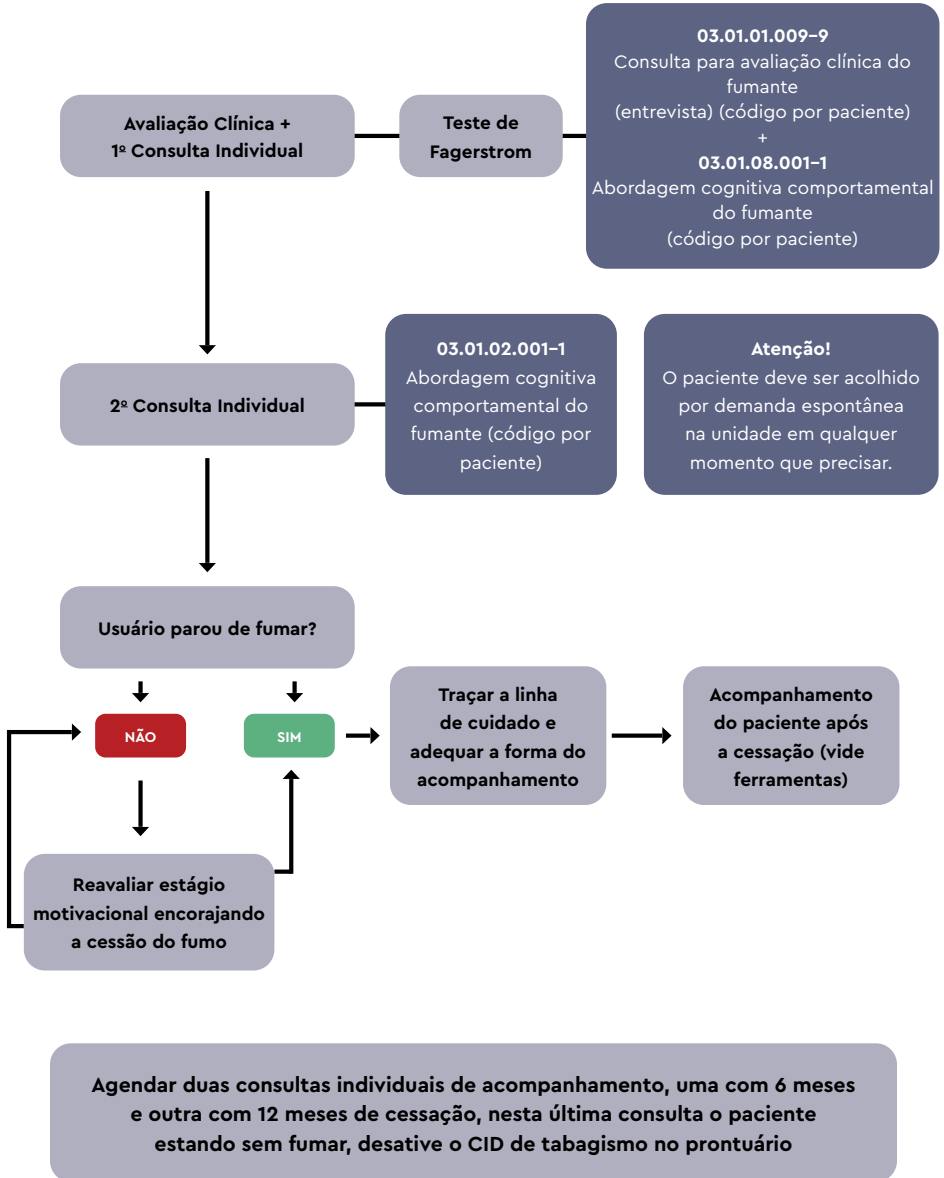 Avaliação Clínica +
1º Consulta Individual
Teste de
Fagerstrom
03.01.01.009-9
Consulta para avaliação clínica do
fumante
(entrevista) (código por paciente)
+
03.01.08.001-1
Abordagem cognitiva comportamental
do fumante
(código por paciente)
2º Consulta Individual
03.01.02.001-1
Abordagem cognitiva
comportamental do
fumante (código por
paciente)
Atenção!
O paciente deve ser acolhido
por demanda espontânea
na unidade em qualquer
momento que precisar.
Usuário parou de fumar?
NÃO
SIM
Traçar a linha
de cuidado e
adequar a forma do
acompanhamento
Acompanhamento
do paciente após
a cessação (vide
ferramentas)
Reavaliar estágio
motivacional encorajando
a cessão do fumo
Agendar duas consultas individuais de acompanhamento, uma com 6 meses
e outra com 12 meses de cessação, nesta última consulta o paciente
estando sem fumar, desative o CID de tabagismo no prontuário